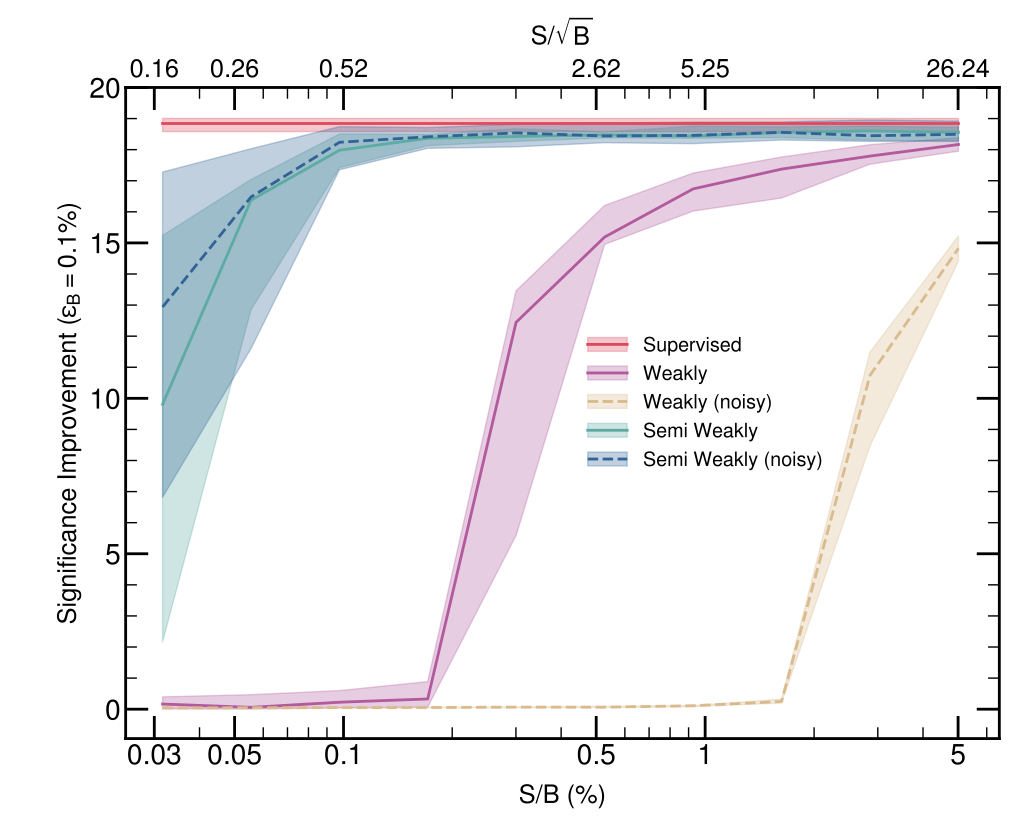 S/√B
0.16 0.26 0.52 2.62 5.25 26.24
20
15
10
5
0
Significance Improvement (εB = 0.1%)
Supervised
Weakly
Weakly (noisy)
Semi Weakly
Semi Weakly (noisy)
0.03 0.05 0.1 0.5 1 5
S/B (%)